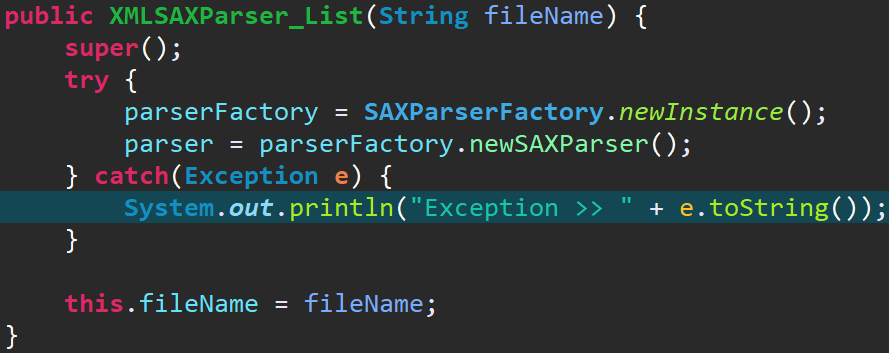 public XMLSAXParser_List(String fileName) {
    super();
    try {
        parserFactory = SAXParserFactory.newInstance();
        parser = parserFactory.newSAXParser();
    } catch(Exception e) {
        System.out.println("Exception >> " + e.toString());
    }

    this.fileName = fileName;
}